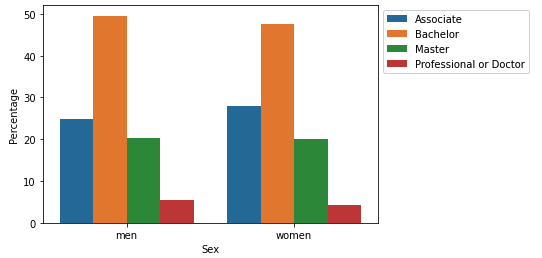 50
40
30
20
10
0
Percentage
men
women
Sex
Associate
Bachelor
Master
Professional or Doctor